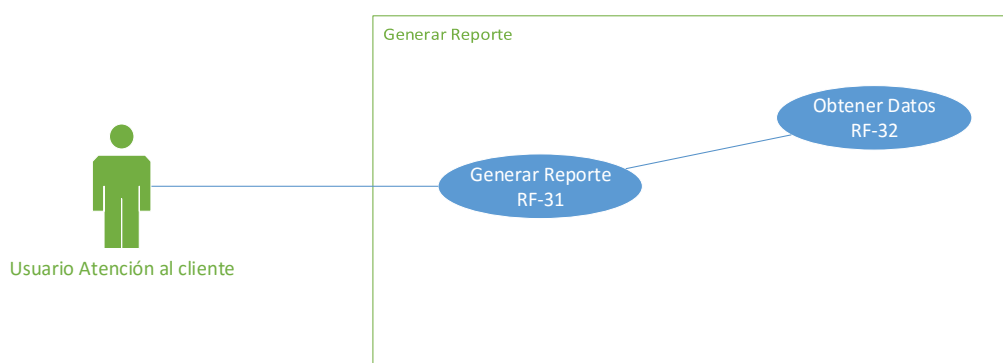 Generar Reporte
Obtener Datos
RF-32
Generar Reporte
RF-31
Usuario Atención al cliente